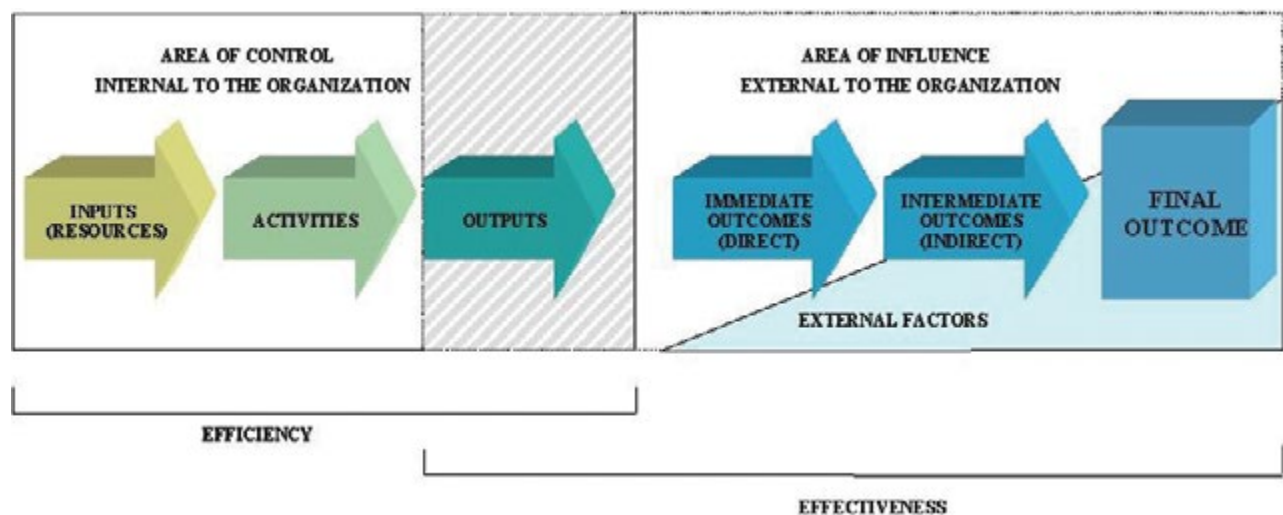 AREA OF CONTROL
INTERNAL TO THE ORGANIZATION
AREA OF INFLUENCE
EXTERNAL TO THE ORGANIZATION
INPUTS
(RESOURCES)
ACTIVITIES
OUTPUTS
IMMEDIATE
OUTCOMES
(DIRECT)
INTERMEDIATE
OUTCOMES
(INDIRECT)
FINAL
OUTCOME
EXTERNAL FACTORS
EFFICIENCY
EFFECTIVENESS